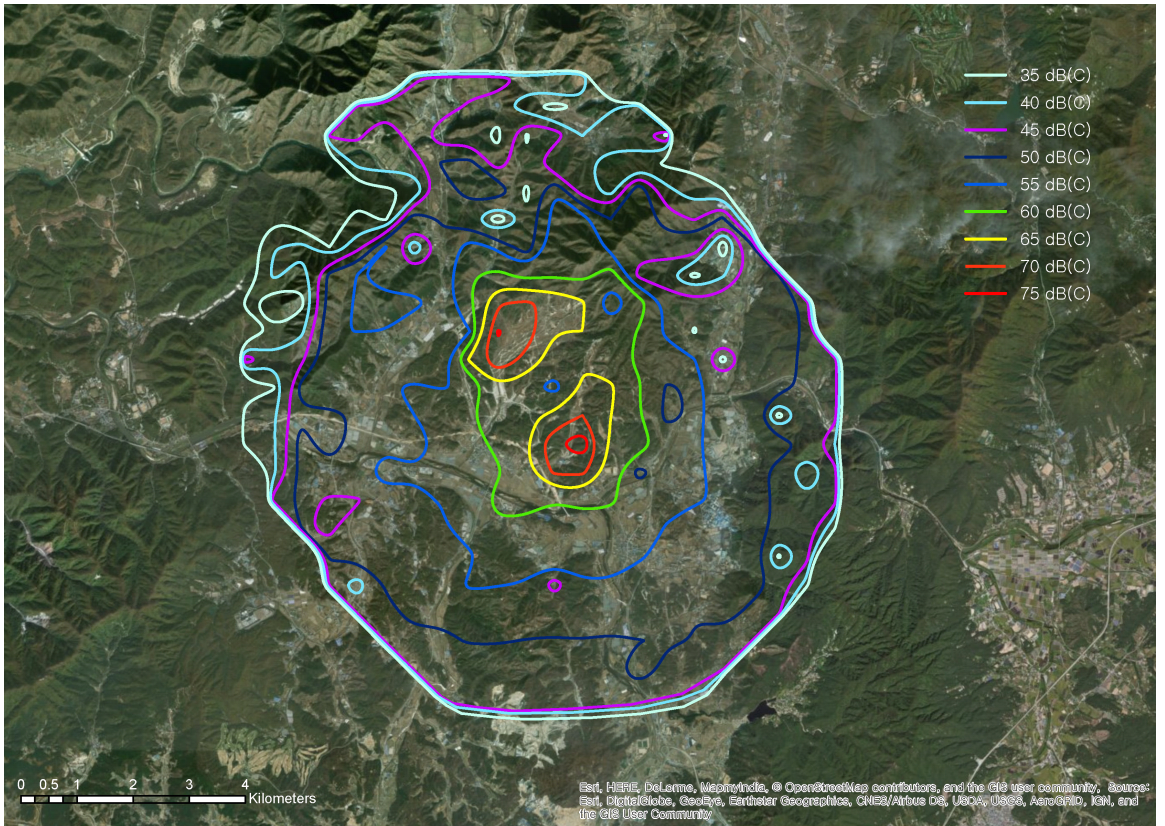 35 dB(C)
40 dB(C)
45 dB(C)
50 dB(C)
55 dB(C)
60 dB(C)
65 dB(C)
70 dB(C)
75 dB(C)
0 0.5 1 2 3 4
Kilometers
Esri, HERE, DeLorme, MapmyIndia, © OpenStreetMap contributors, and the GIS user community, Source:
Esri, DigitalGlobe, GeoEye, Earthstar Geographics, CNES/Airbus DS, USDA, USGS, AeroGRID, IGN, and
the GIS User Community